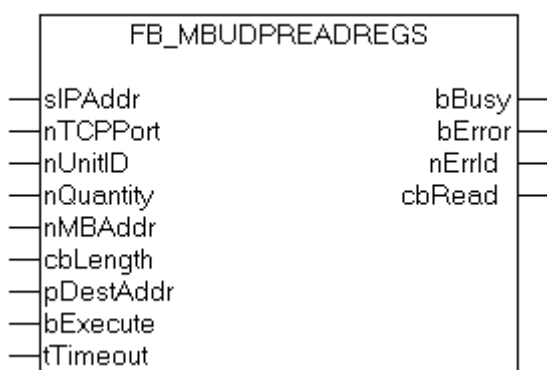 FB_MBUDPREADREGS
sIPAddr bBusy
nTCPPort bError
nUnitID nErrId
nQuantity cbRead
nMBAddr
cbLength
pDestAddr
bExecute
tTimeout